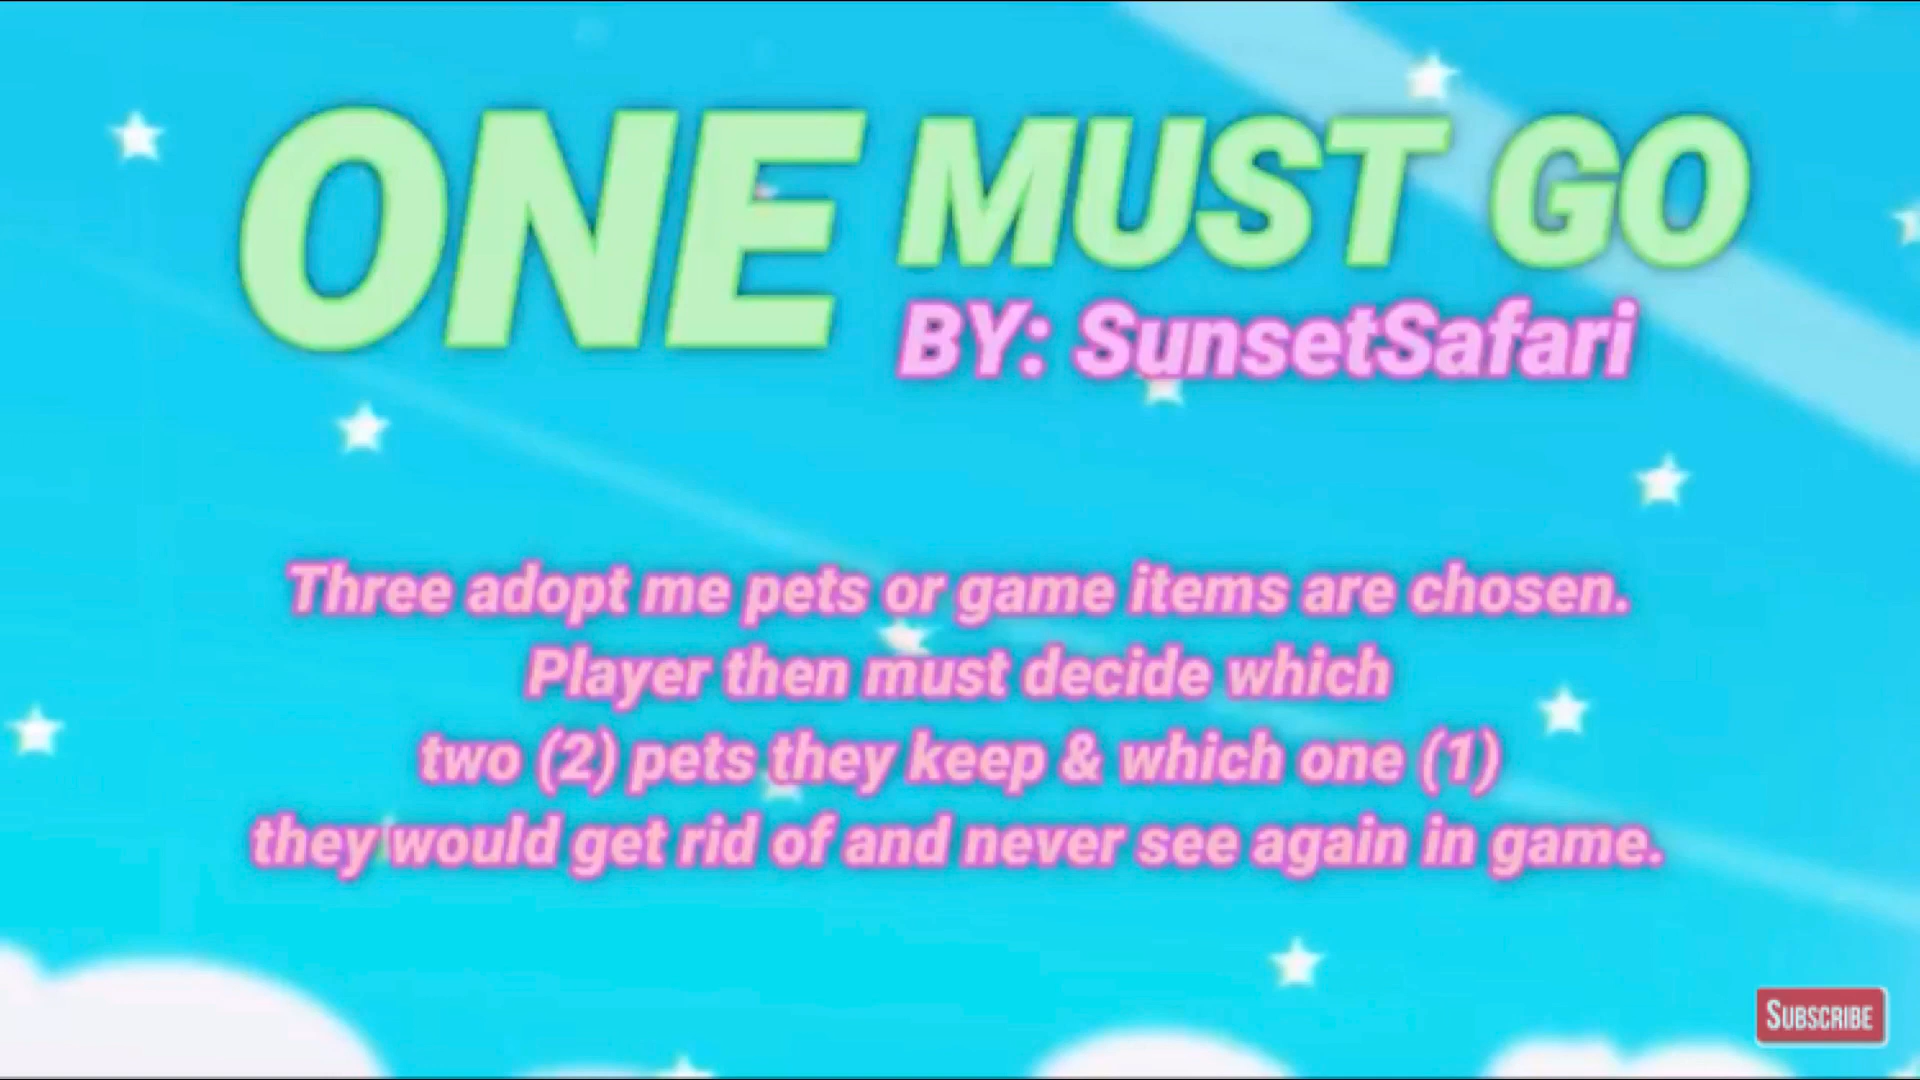 ONE MUST GO
BY: SunsetSafari
Three adopt me pets or game items are chosen.
Player then must decide which
two (2) pets they keep & which one (1)
they would get rid of and never see again in game.
SUBSCRIBE